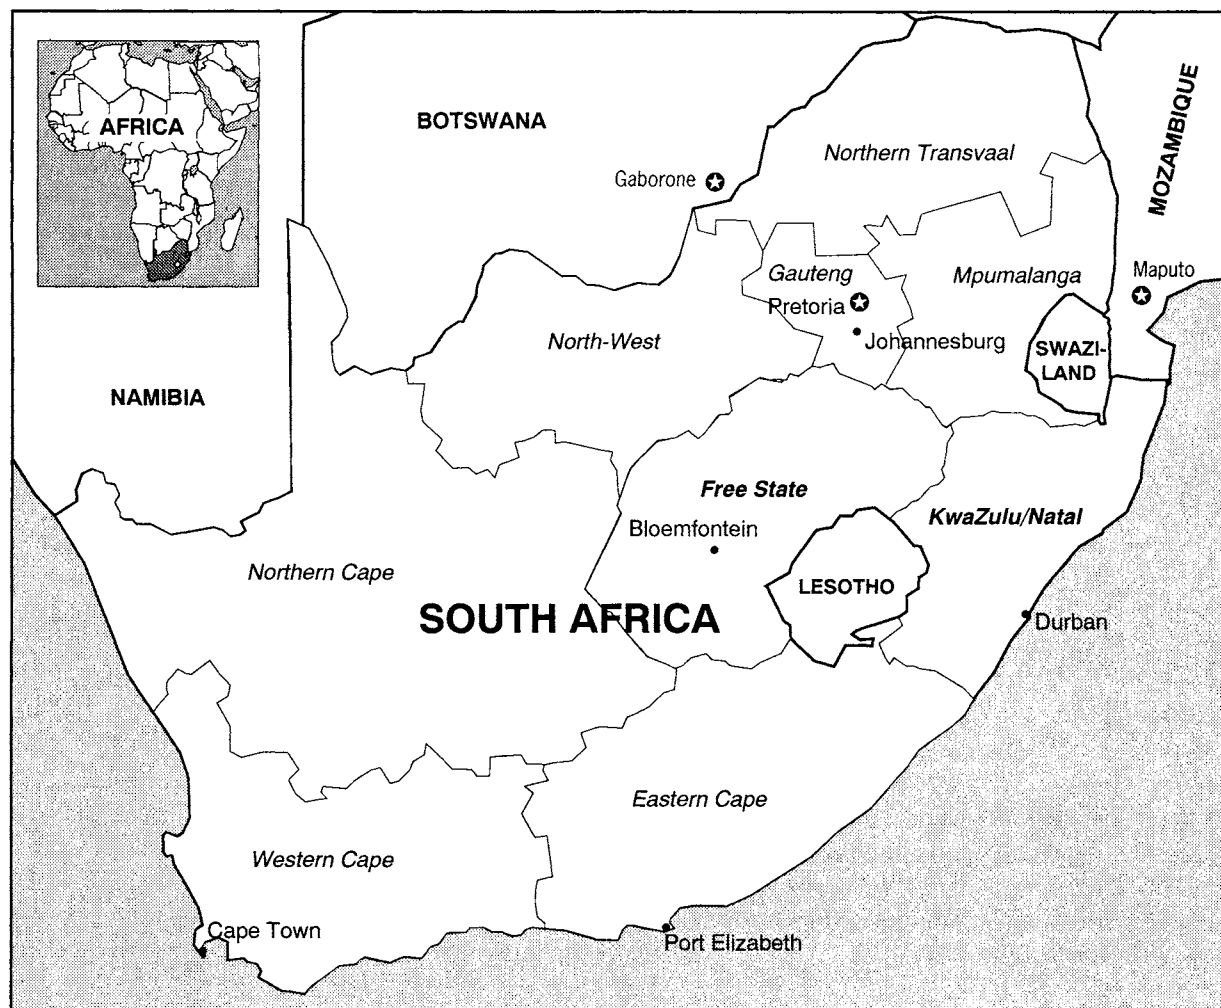 AFRICA
BOTSWANA
Gaborone
Northern Transvaal
MOZAMBIQUE
Maputo
Gauteng
Pretoria
Johannesburg
Mpumalanga
SWAZI-
LAND
North-West
NAMIBIA
Free State
Bloemfontein
KwaZulu/Natal
LESOTHO
Northern Cape
SOUTH AFRICA
Durban
Eastern Cape
Western Cape
Cape Town
Port Elizabeth